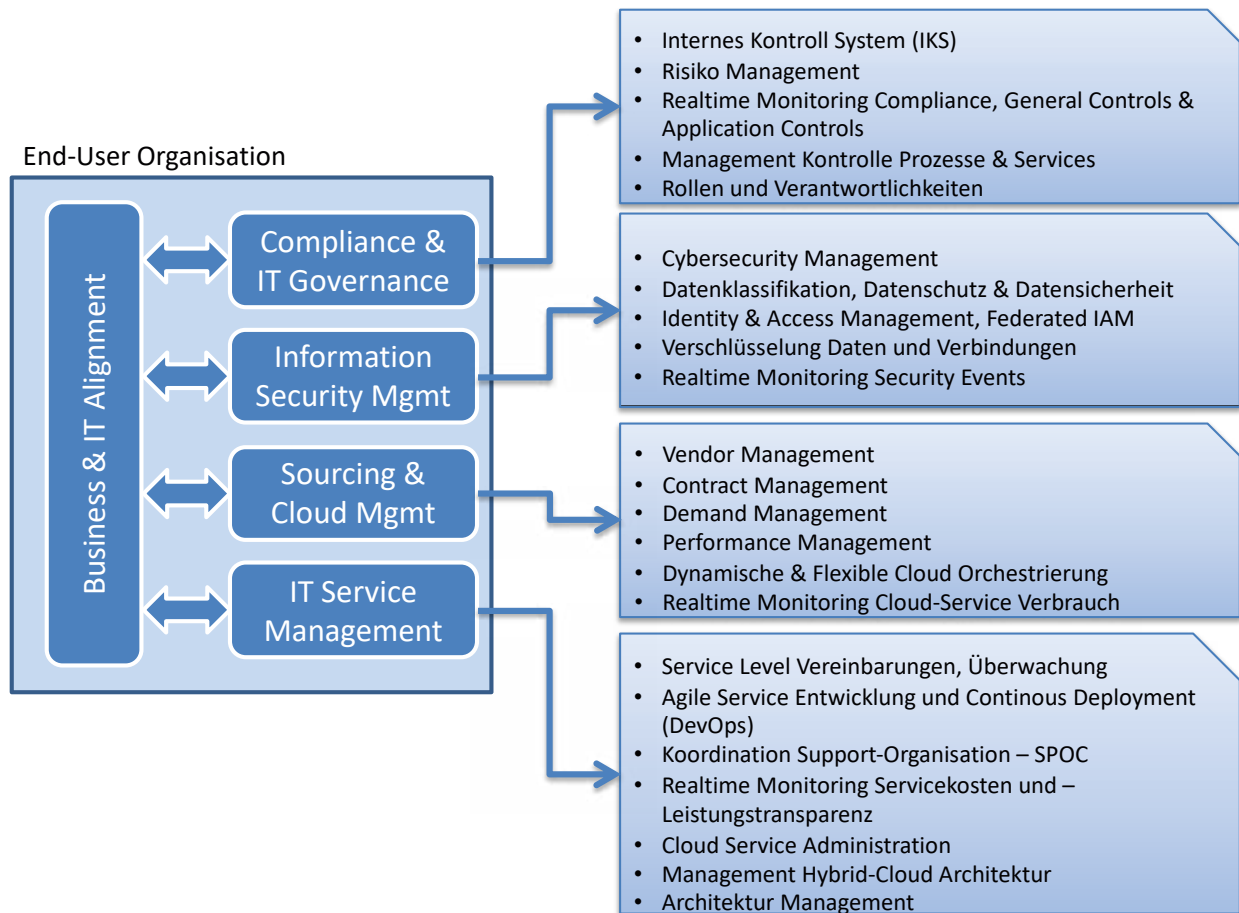 End-User Organisation
Business & IT Alignment
Compliance &
IT Governance
Information
Security Mgmt
Sourcing &
Cloud Mgmt
IT Service
Management
• Internes Kontroll System (IKS)
• Risiko Management
• Realtime Monitoring Compliance, General Controls &
Application Controls
• Management Kontrolle Prozesse & Services
• Rollen und Verantwortlichkeiten
• Cybersecurity Management
• Datenklassifikation, Datenschutz & Datensicherheit
• Identity & Access Management, Federated IAM
• Verschlüsselung Daten und Verbindungen
• Realtime Monitoring Security Events
• Vendor Management
• Contract Management
• Demand Management
• Performance Management
• Dynamische & Flexible Cloud Orchestrierung
• Realtime Monitoring Cloud-Service Verbrauch
• Service Level Vereinbarungen, Überwachung
• Agile Service Entwicklung und Continous Deployment
(DevOps)
• Koordination Support-Organisation – SPOC
• Realtime Monitoring Servicekosten und –
Leistungstransparenz
• Cloud Service Administration
• Management Hybrid-Cloud Architektur
• Architektur Management